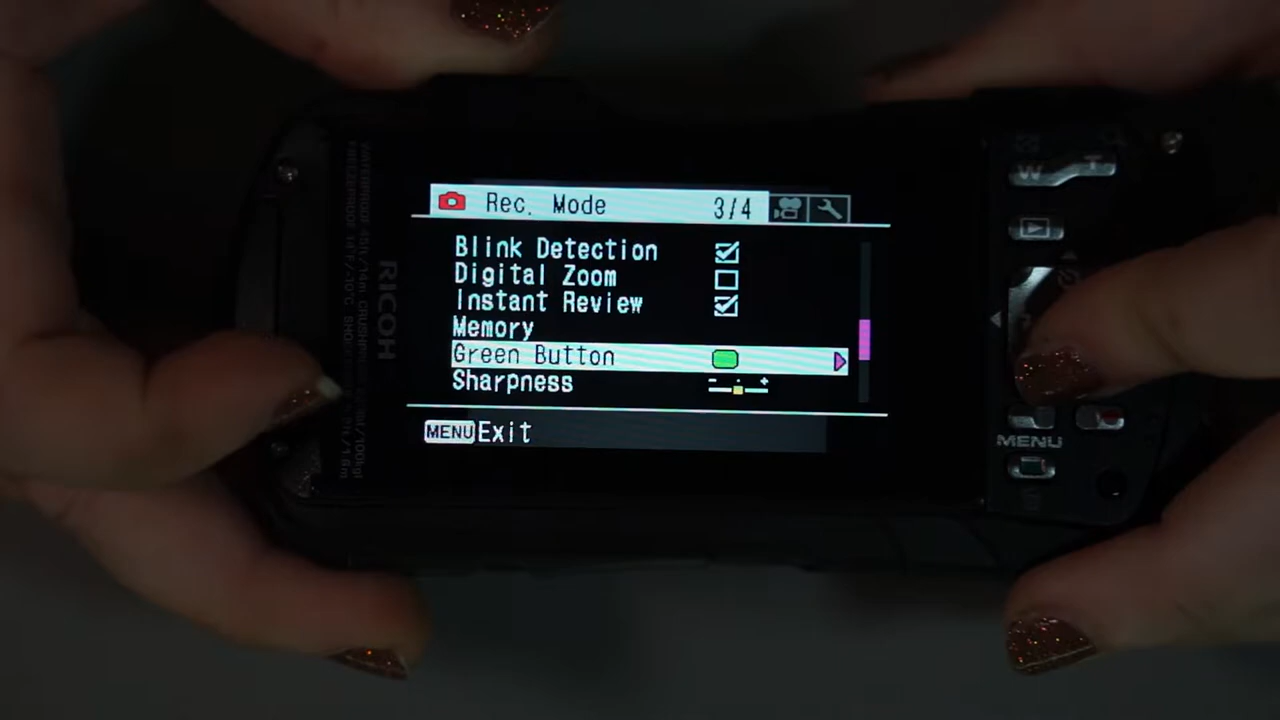 Rec. Mode 3/4
Blink Detection
Digital Zoom
Instant Review
Memory
Green Button
Sharpness - +
MENU Exit
RICOH
W T
MENU